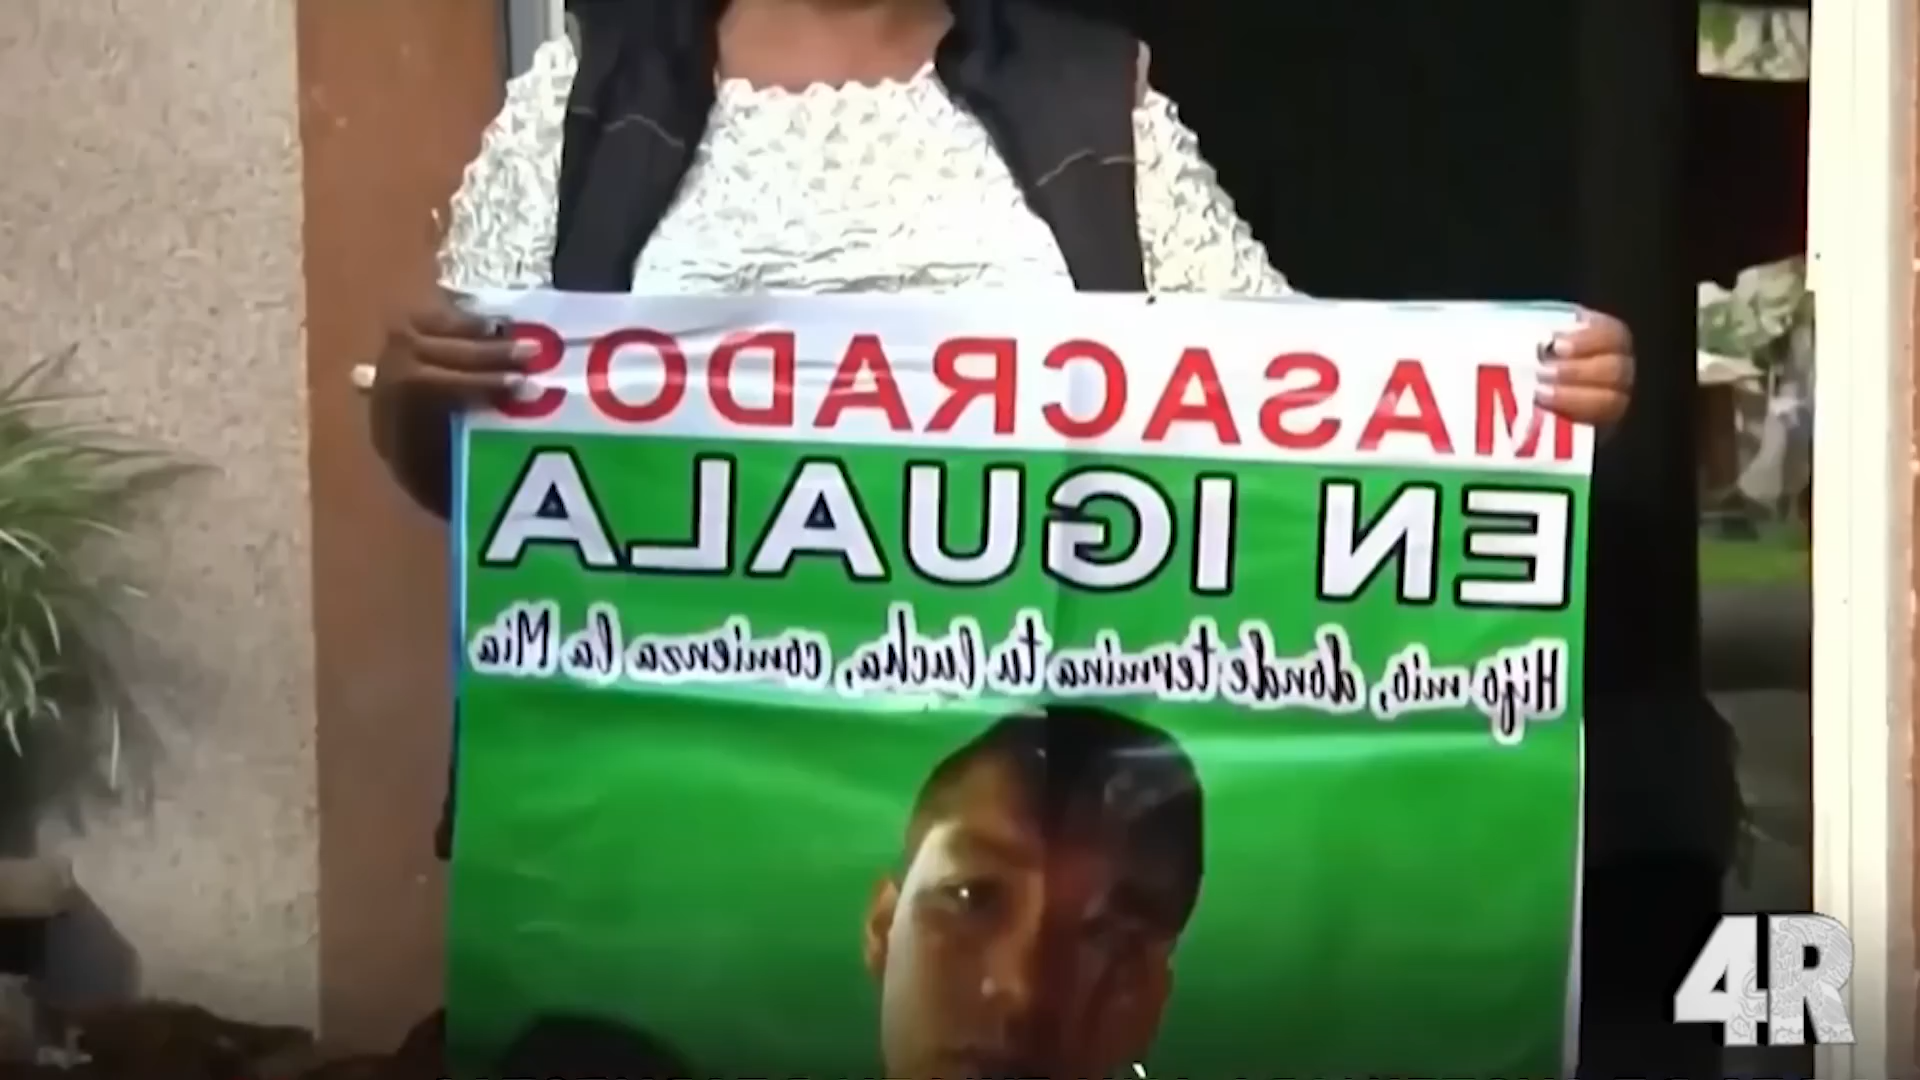 MASACRADOS
EN IGUALA
Hijo mio, donde termina tu lucha, comienza la Mia
4R